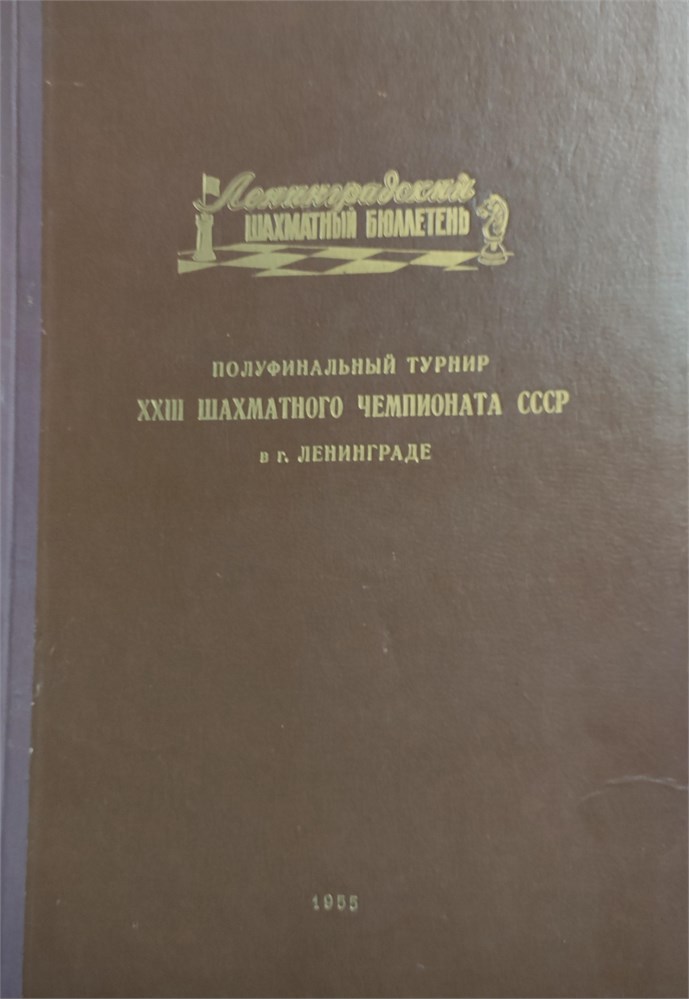 Ленинградский
ШАХМАТНЫЙ БЮЛЛЕТЕНЬ
ПОЛУФИНАЛЬНЫЙ ТУРНИР
XXIII ШАХМАТНОГО ЧЕМПИОНАТА СССР
в г. ЛЕНИНГРАДЕ
1955